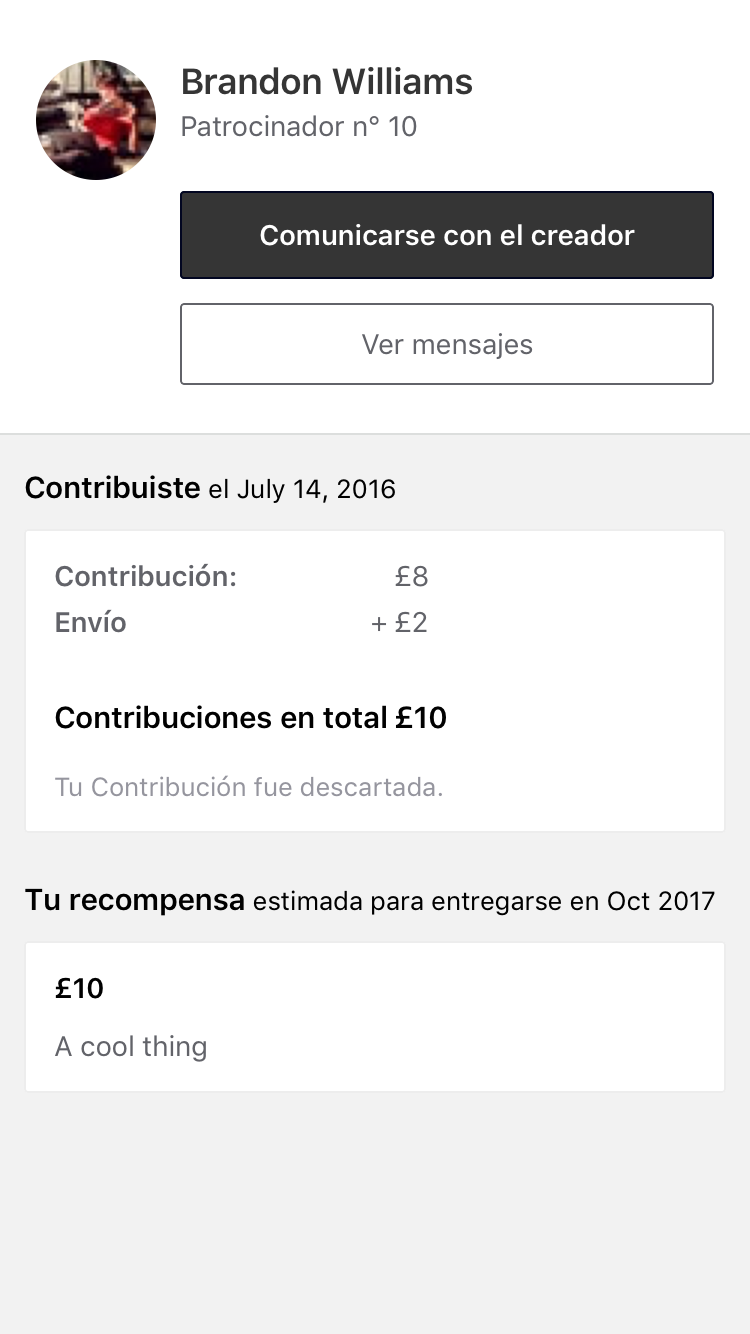 Brandon Williams
Patrocinador n° 10
Comunicarse con el creador
Ver mensajes
Contribuiste el July 14, 2016
Contribución: £8
Envío + £2
Contribuciones en total £10
Tu Contribución fue descartada.
Tu recompensa estimada para entregarse en Oct 2017
£10
A cool thing